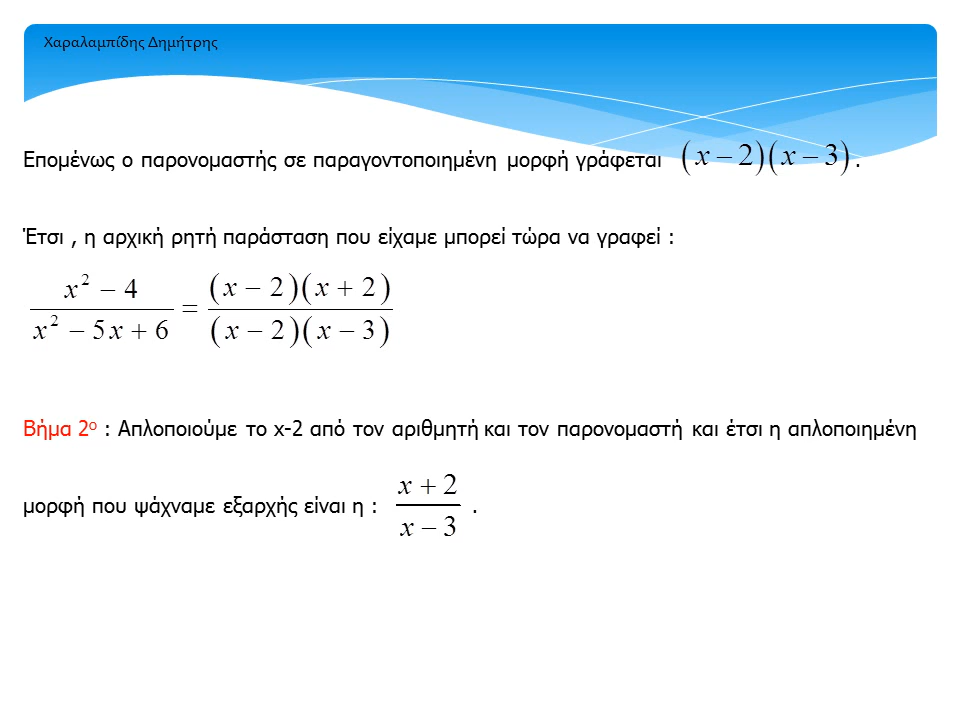 Χαραλαμπίδης Δημήτρης
Επομένως ο παρονομαστής σε παραγοντοποιημένη μορφή γράφεται (x − 2)(x − 3) .
Έτσι , η αρχική ρητή παράσταση που είχαμε μπορεί τώρα να γραφεί :
(x² − 4)/(x² − 5x + 6) = ((x − 2)(x + 2))/((x − 2)(x − 3))
Βήμα 2ο : Απλοποιούμε το x-2 από τον αριθμητή και τον παρονομαστή και έτσι η απλοποιημένη
μορφή που ψάχναμε εξαρχής είναι η : (x + 2)/(x − 3) .